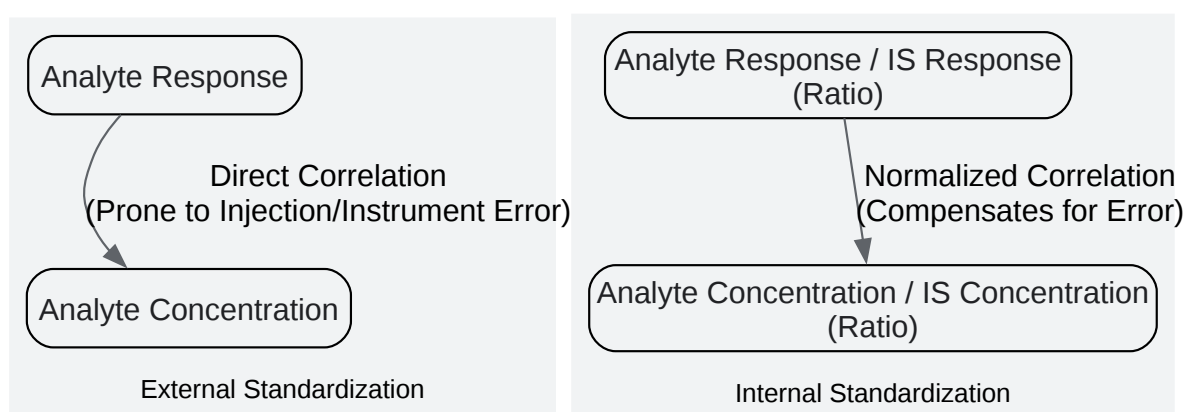 Analyte Response
Direct Correlation
(Prone to Injection/Instrument Error)
Analyte Concentration
External Standardization
Analyte Response / IS Response
(Ratio)
Normalized Correlation
(Compensates for Error)
Analyte Concentration / IS Concentration
(Ratio)
Internal Standardization